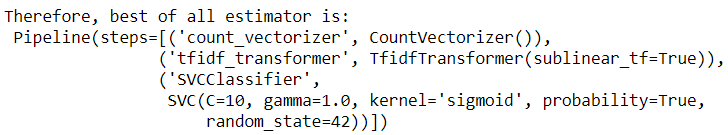 Therefore, best of all estimator is:
 Pipeline(steps=[('count_vectorizer', CountVectorizer()),
                ('tfidf_transformer', TfidfTransformer(sublinear_tf=True)),
                ('SVCClassifier',
                 SVC(C=10, gamma=1.0, kernel='sigmoid', probability=True,
                     random_state=42))])